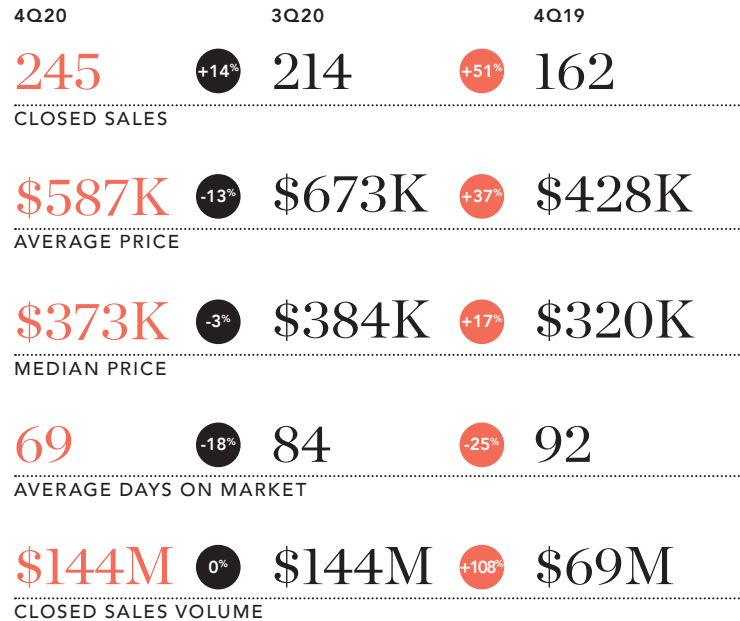 4Q20 3Q20 4Q19
245 +14% 214 +51% 162
CLOSED SALES
$587K -13% $673K +37% $428K
AVERAGE PRICE
$373K -3% $384K +17% $320K
MEDIAN PRICE
69 -18% 84 -25% 92
AVERAGE DAYS ON MARKET
$144M 0% $144M +108% $69M
CLOSED SALES VOLUME